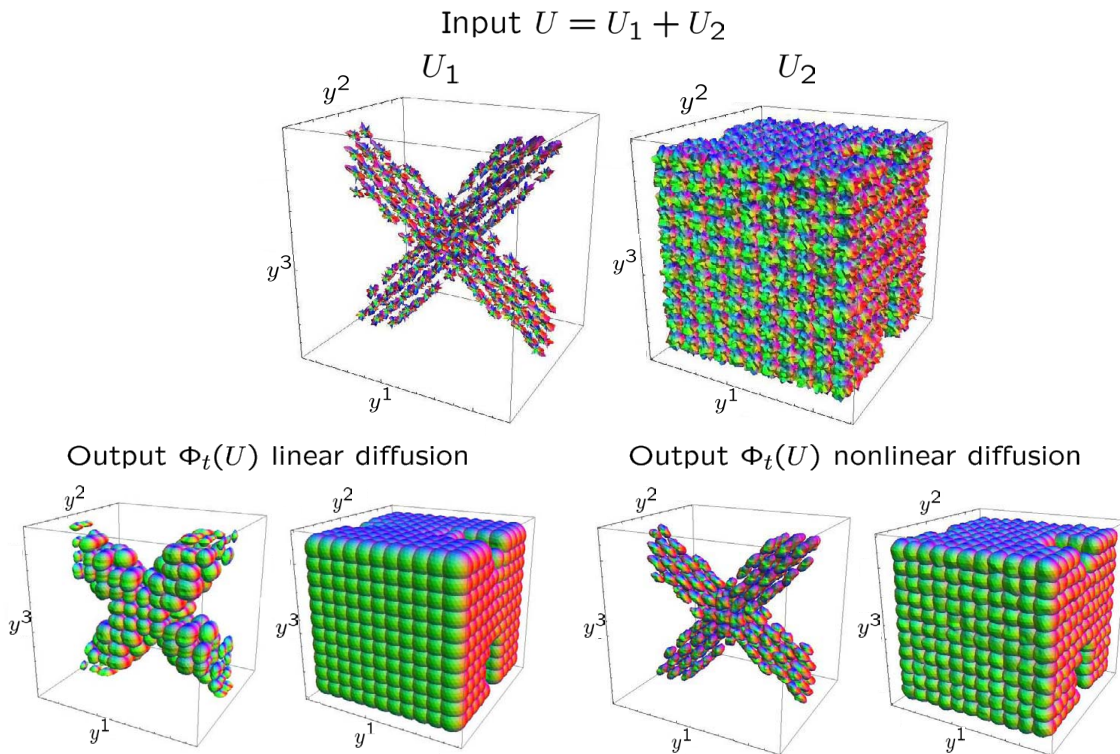 Input U = U₁ + U₂
U₁
U₂
y²
y³
y¹
y²
y³
y¹
Output Φₜ(U) linear diffusion
Output Φₜ(U) nonlinear diffusion
y²
y³
y¹
y²
y³
y¹
y²
y³
y¹
y²
y³
y¹